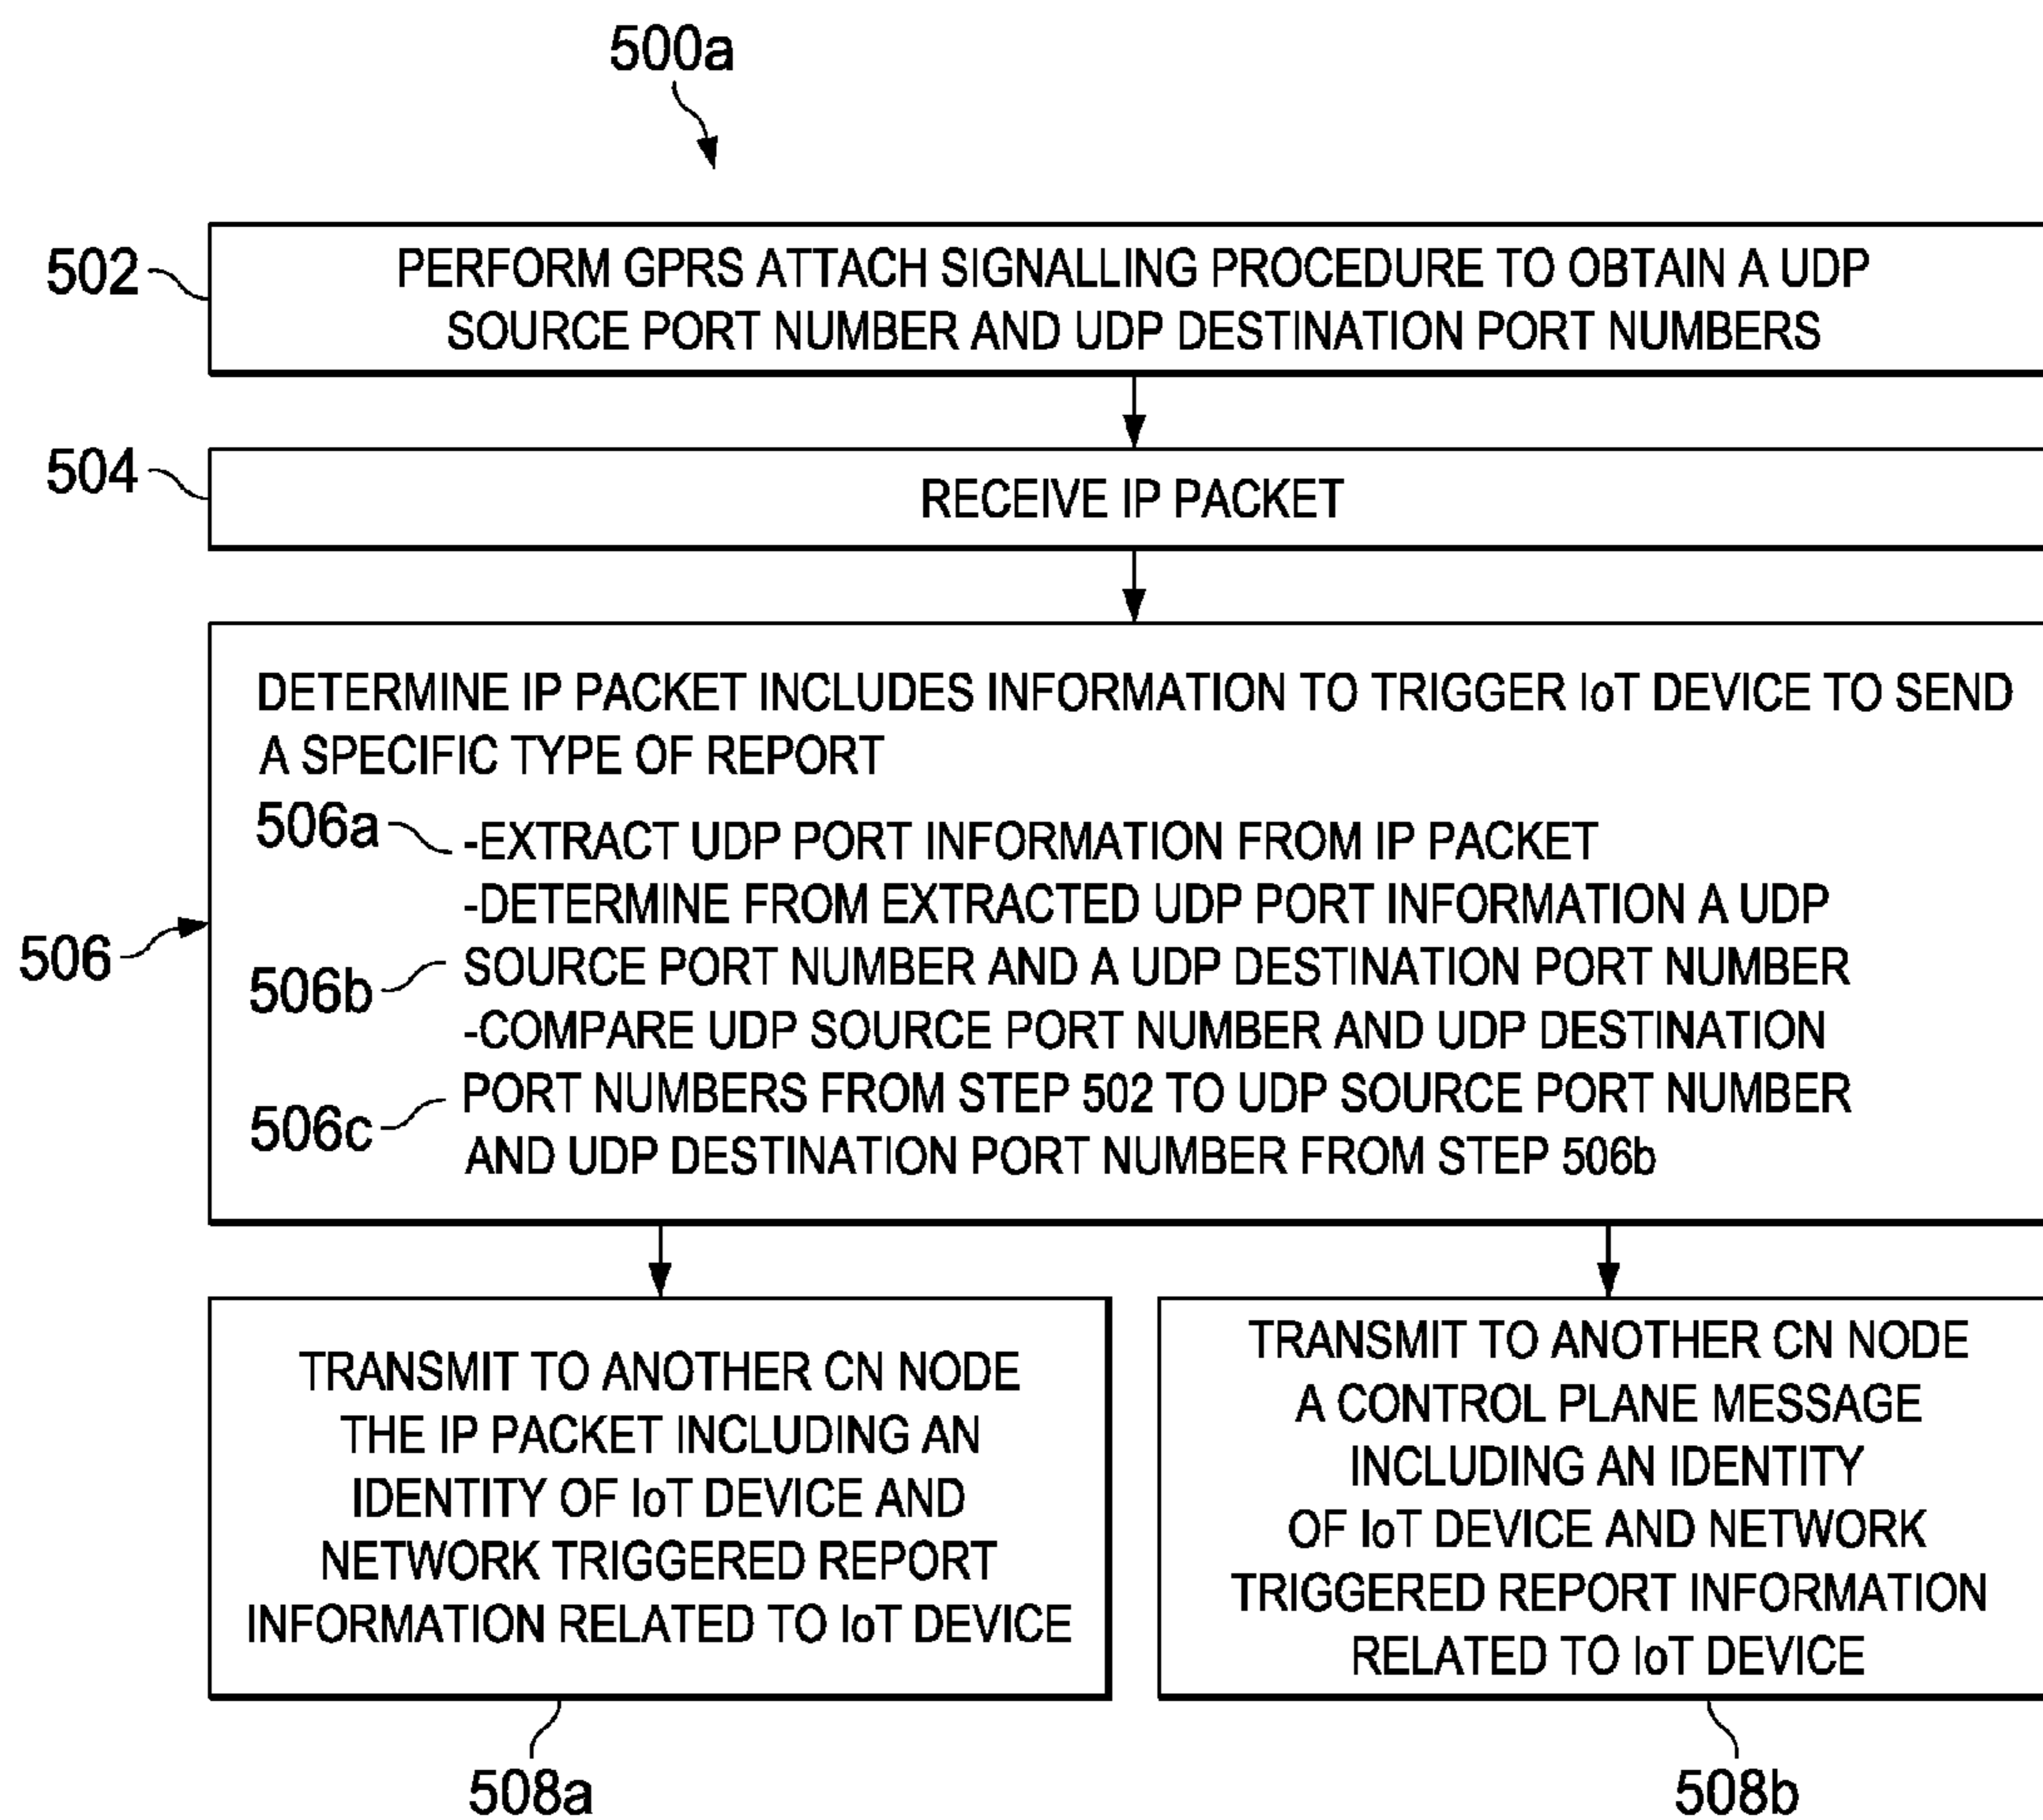 500a
502
PERFORM GPRS ATTACH SIGNALLING PROCEDURE TO OBTAIN A UDP
SOURCE PORT NUMBER AND UDP DESTINATION PORT NUMBERS
504
RECEIVE IP PACKET
506
DETERMINE IP PACKET INCLUDES INFORMATION TO TRIGGER IoT DEVICE TO SEND
A SPECIFIC TYPE OF REPORT
506a
-EXTRACT UDP PORT INFORMATION FROM IP PACKET
-DETERMINE FROM EXTRACTED UDP PORT INFORMATION A UDP
506b
SOURCE PORT NUMBER AND A UDP DESTINATION PORT NUMBER
-COMPARE UDP SOURCE PORT NUMBER AND UDP DESTINATION
506c
PORT NUMBERS FROM STEP 502 TO UDP SOURCE PORT NUMBER
AND UDP DESTINATION PORT NUMBER FROM STEP 506b
TRANSMIT TO ANOTHER CN NODE
THE IP PACKET INCLUDING AN
IDENTITY OF IoT DEVICE AND
NETWORK TRIGGERED REPORT
INFORMATION RELATED TO IoT DEVICE
508a
TRANSMIT TO ANOTHER CN NODE
A CONTROL PLANE MESSAGE
INCLUDING AN IDENTITY
OF IoT DEVICE AND NETWORK
TRIGGERED REPORT INFORMATION
RELATED TO IoT DEVICE
508b